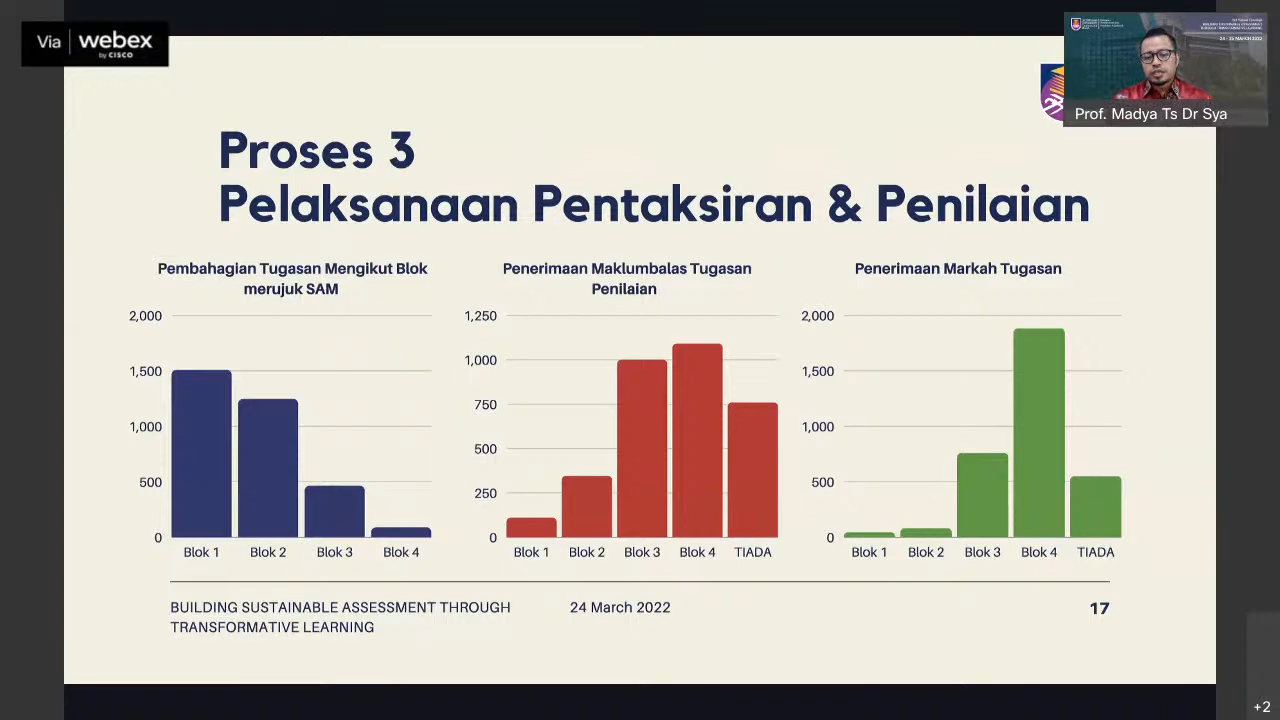 Via webex
by CISCO
24 - 25 MARCH 2022
Prof. Madya Ts Dr Sya
Proses 3
Pelaksanaan Pentaksiran & Penilaian
Pembahagian Tugasan Mengikut Blok
merujuk SAM
2,000
1,500
1,000
500
0
Blok 1 Blok 2 Blok 3 Blok 4
Penerimaan Maklumbalas Tugasan
Penilaian
1,250
1,000
750
500
250
0
Blok 1 Blok 2 Blok 3 Blok 4 TIADA
Penerimaan Markah Tugasan
2,000
1,500
1,000
500
0
Blok 1 Blok 2 Blok 3 Blok 4 TIADA
BUILDING SUSTAINABLE ASSESSMENT THROUGH
TRANSFORMATIVE LEARNING
24 March 2022
17
+2